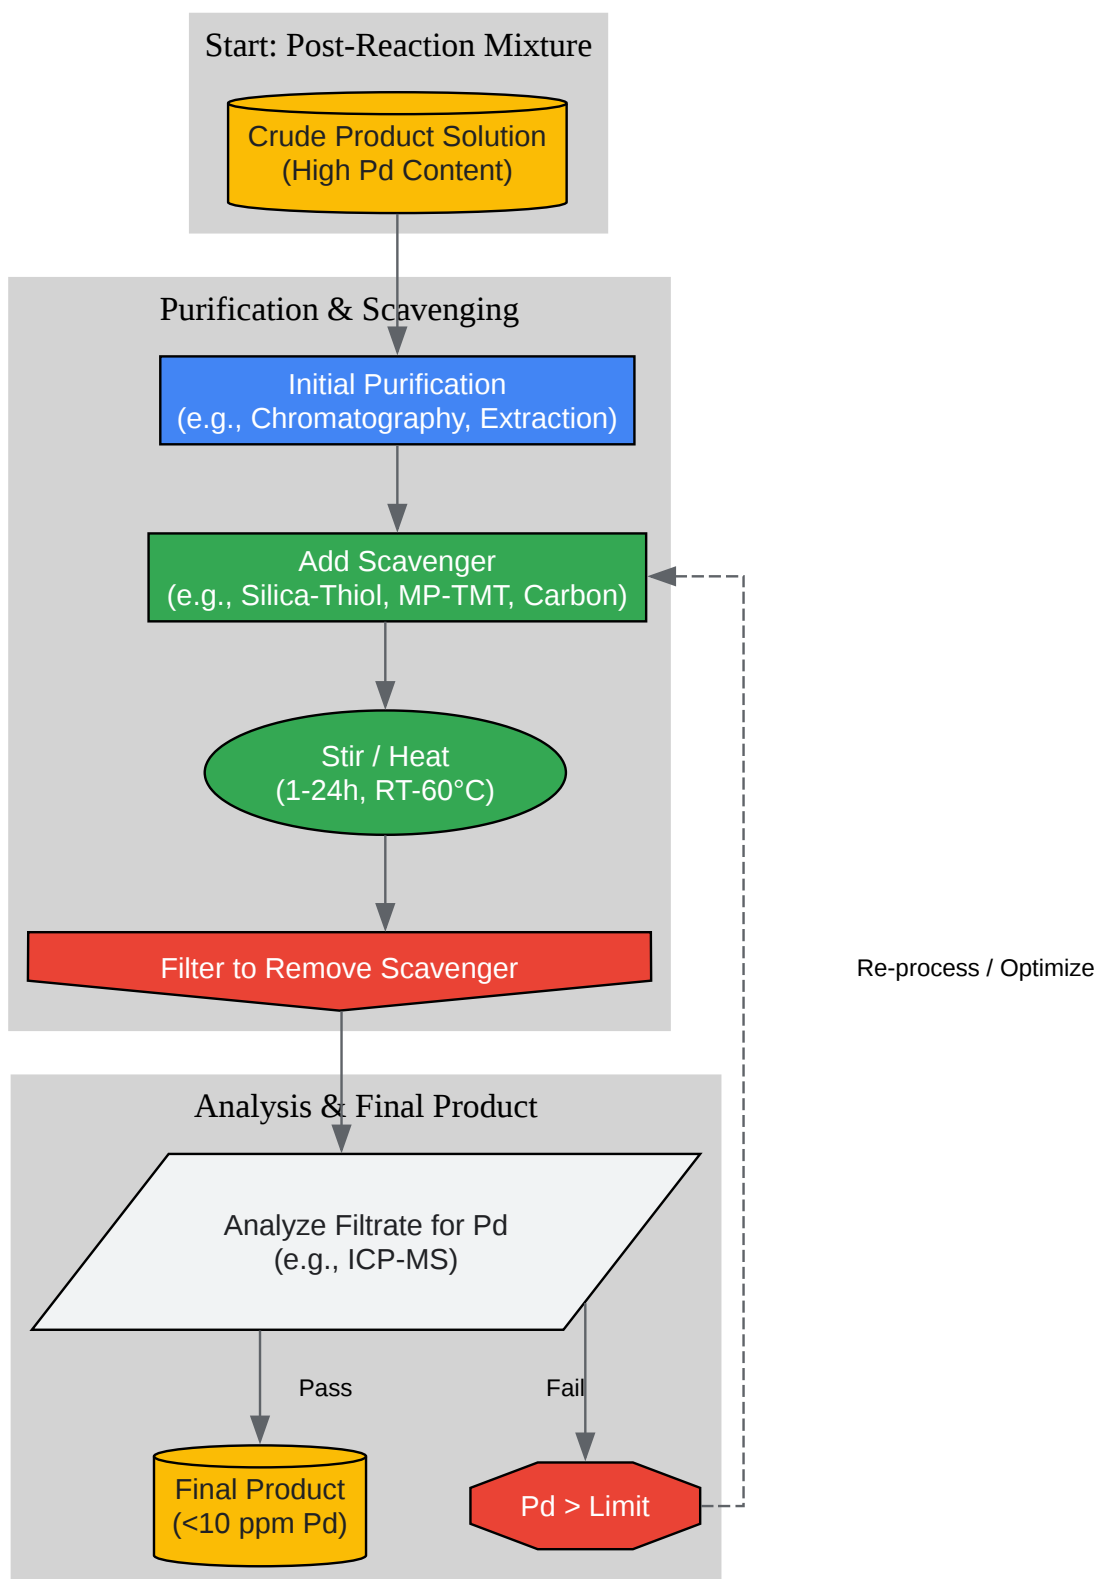 Start: Post-Reaction Mixture
Crude Product Solution
(High Pd Content)
Purification & Scavenging
Initial Purification
(e.g., Chromatography, Extraction)
Add Scavenger
(e.g., Silica-Thiol, MP-TMT, Carbon)
Stir / Heat
(1-24h, RT-60°C)
Filter to Remove Scavenger
Re-process / Optimize
Analysis & Final Product
Analyze Filtrate for Pd
(e.g., ICP-MS)
Pass
Fail
Final Product
(<10 ppm Pd)
Pd > Limit